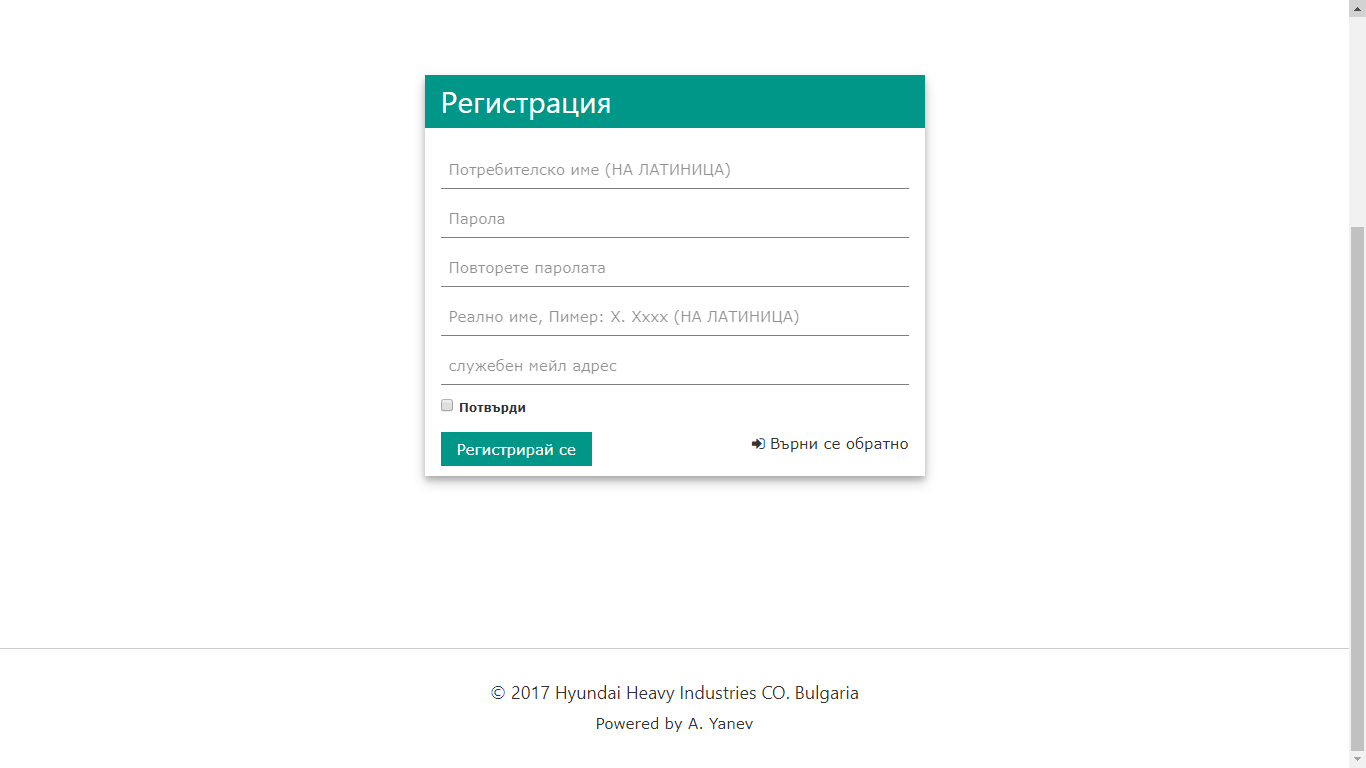 Регистрация
Потребителско име (НА ЛАТИНИЦА)
Парола
Повторете паролата
Реално име, Пимер: Х. Хххх (НА ЛАТИНИЦА)
служебен мейл адрес
Потвърди
Регистрирай се
Върни се обратно
© 2017 Hyundai Heavy Industries CO. Bulgaria
Powered by A. Yanev